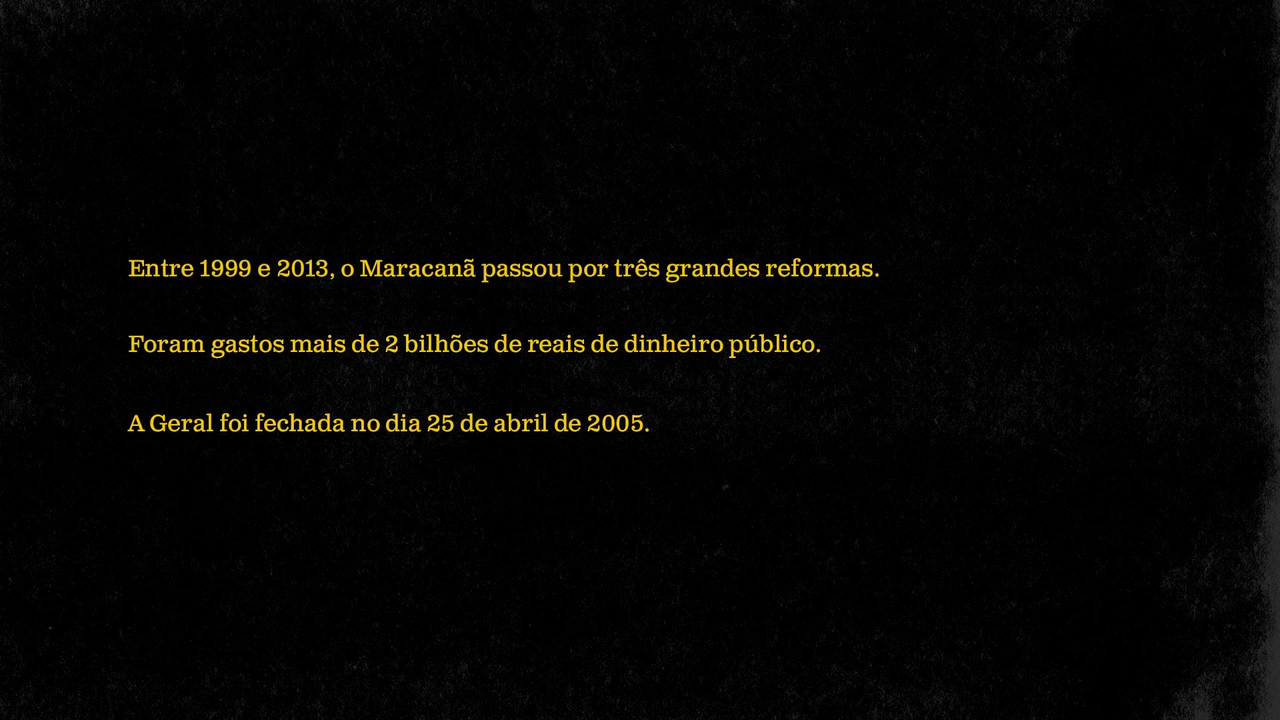 Entre 1999 e 2013, o Maracanã passou por três grandes reformas.
Foram gastos mais de 2 bilhões de reais de dinheiro público.
A Geral foi fechada no dia 25 de abril de 2005.